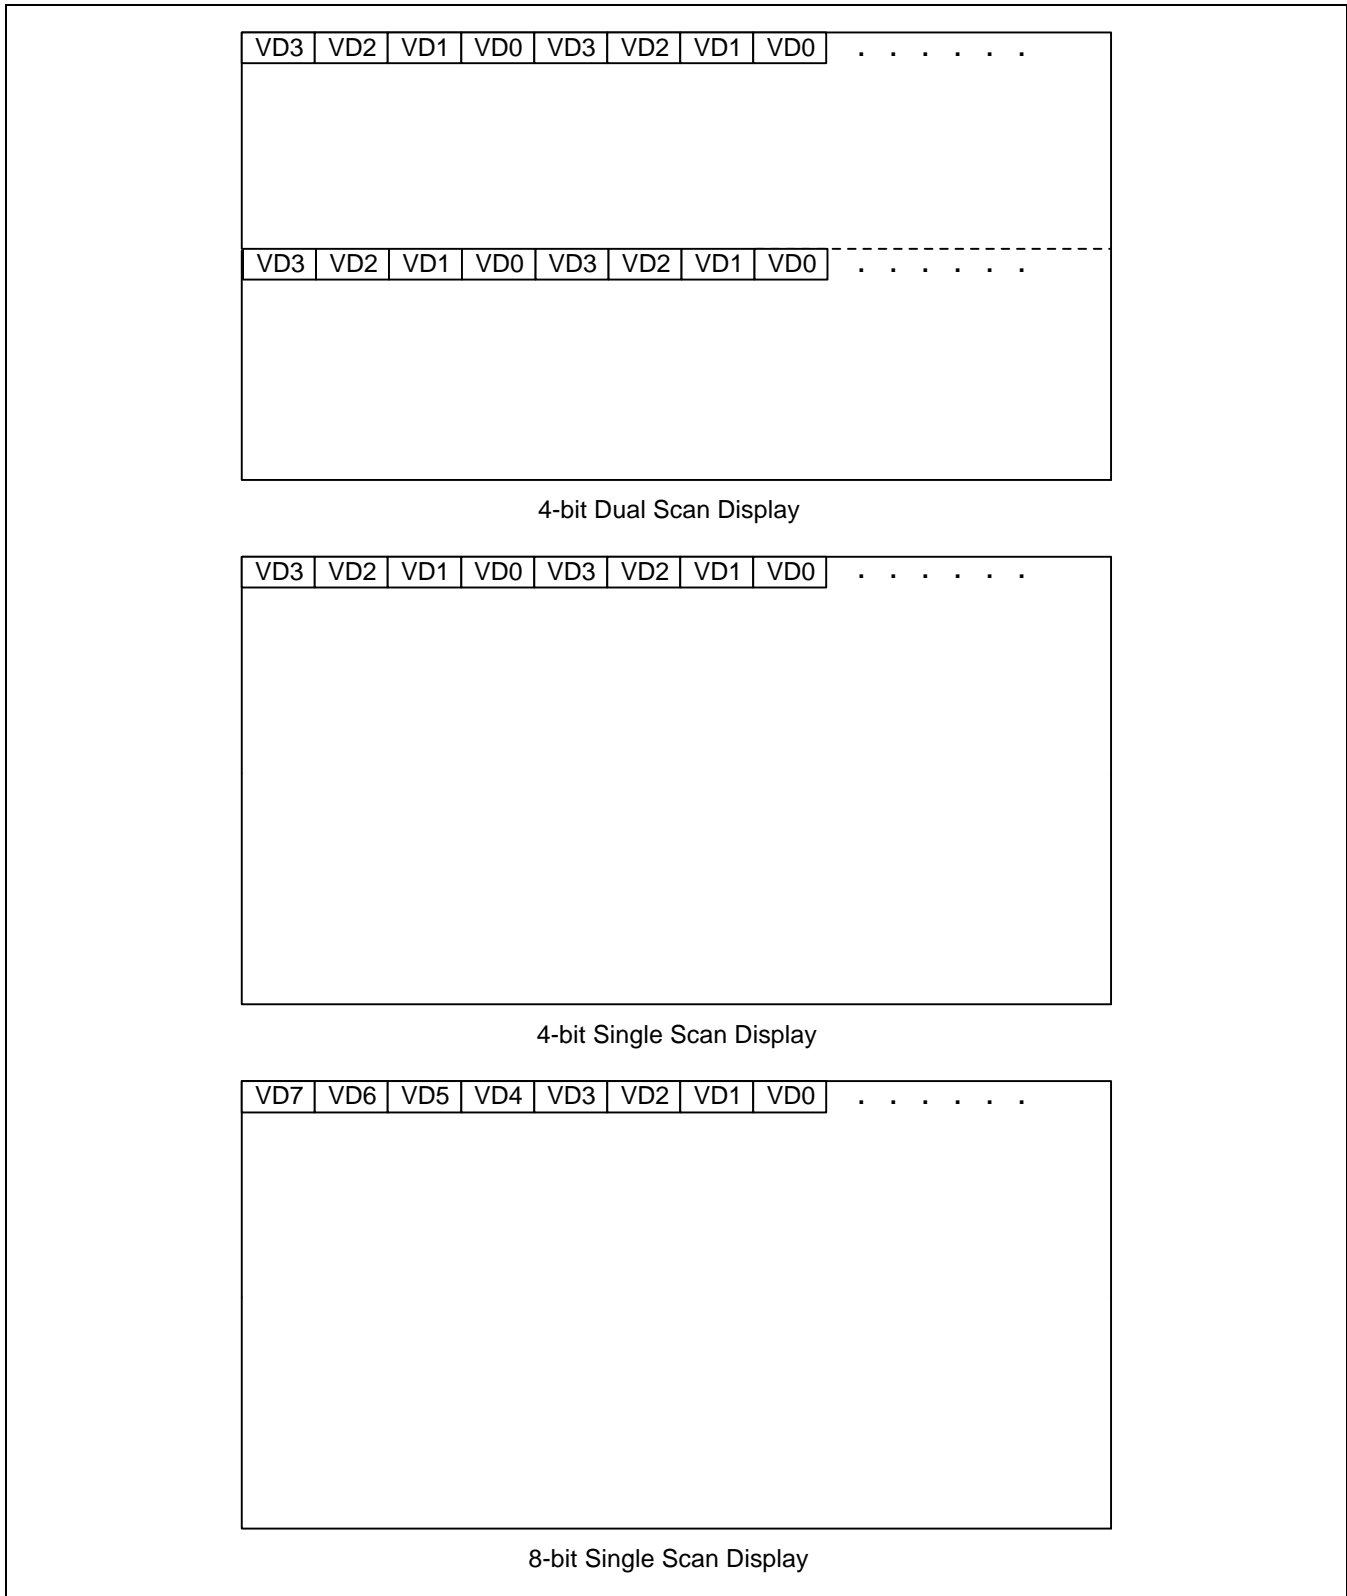 VD3 VD2 VD1 VD0 VD3 VD2 VD1 VD0 . . . . . .
VD3 VD2 VD1 VD0 VD3 VD2 VD1 VD0 . . . . . .
4-bit Dual Scan Display
VD3 VD2 VD1 VD0 VD3 VD2 VD1 VD0 . . . . . .
4-bit Single Scan Display
VD7 VD6 VD5 VD4 VD3 VD2 VD1 VD0 . . . . . .
8-bit Single Scan Display